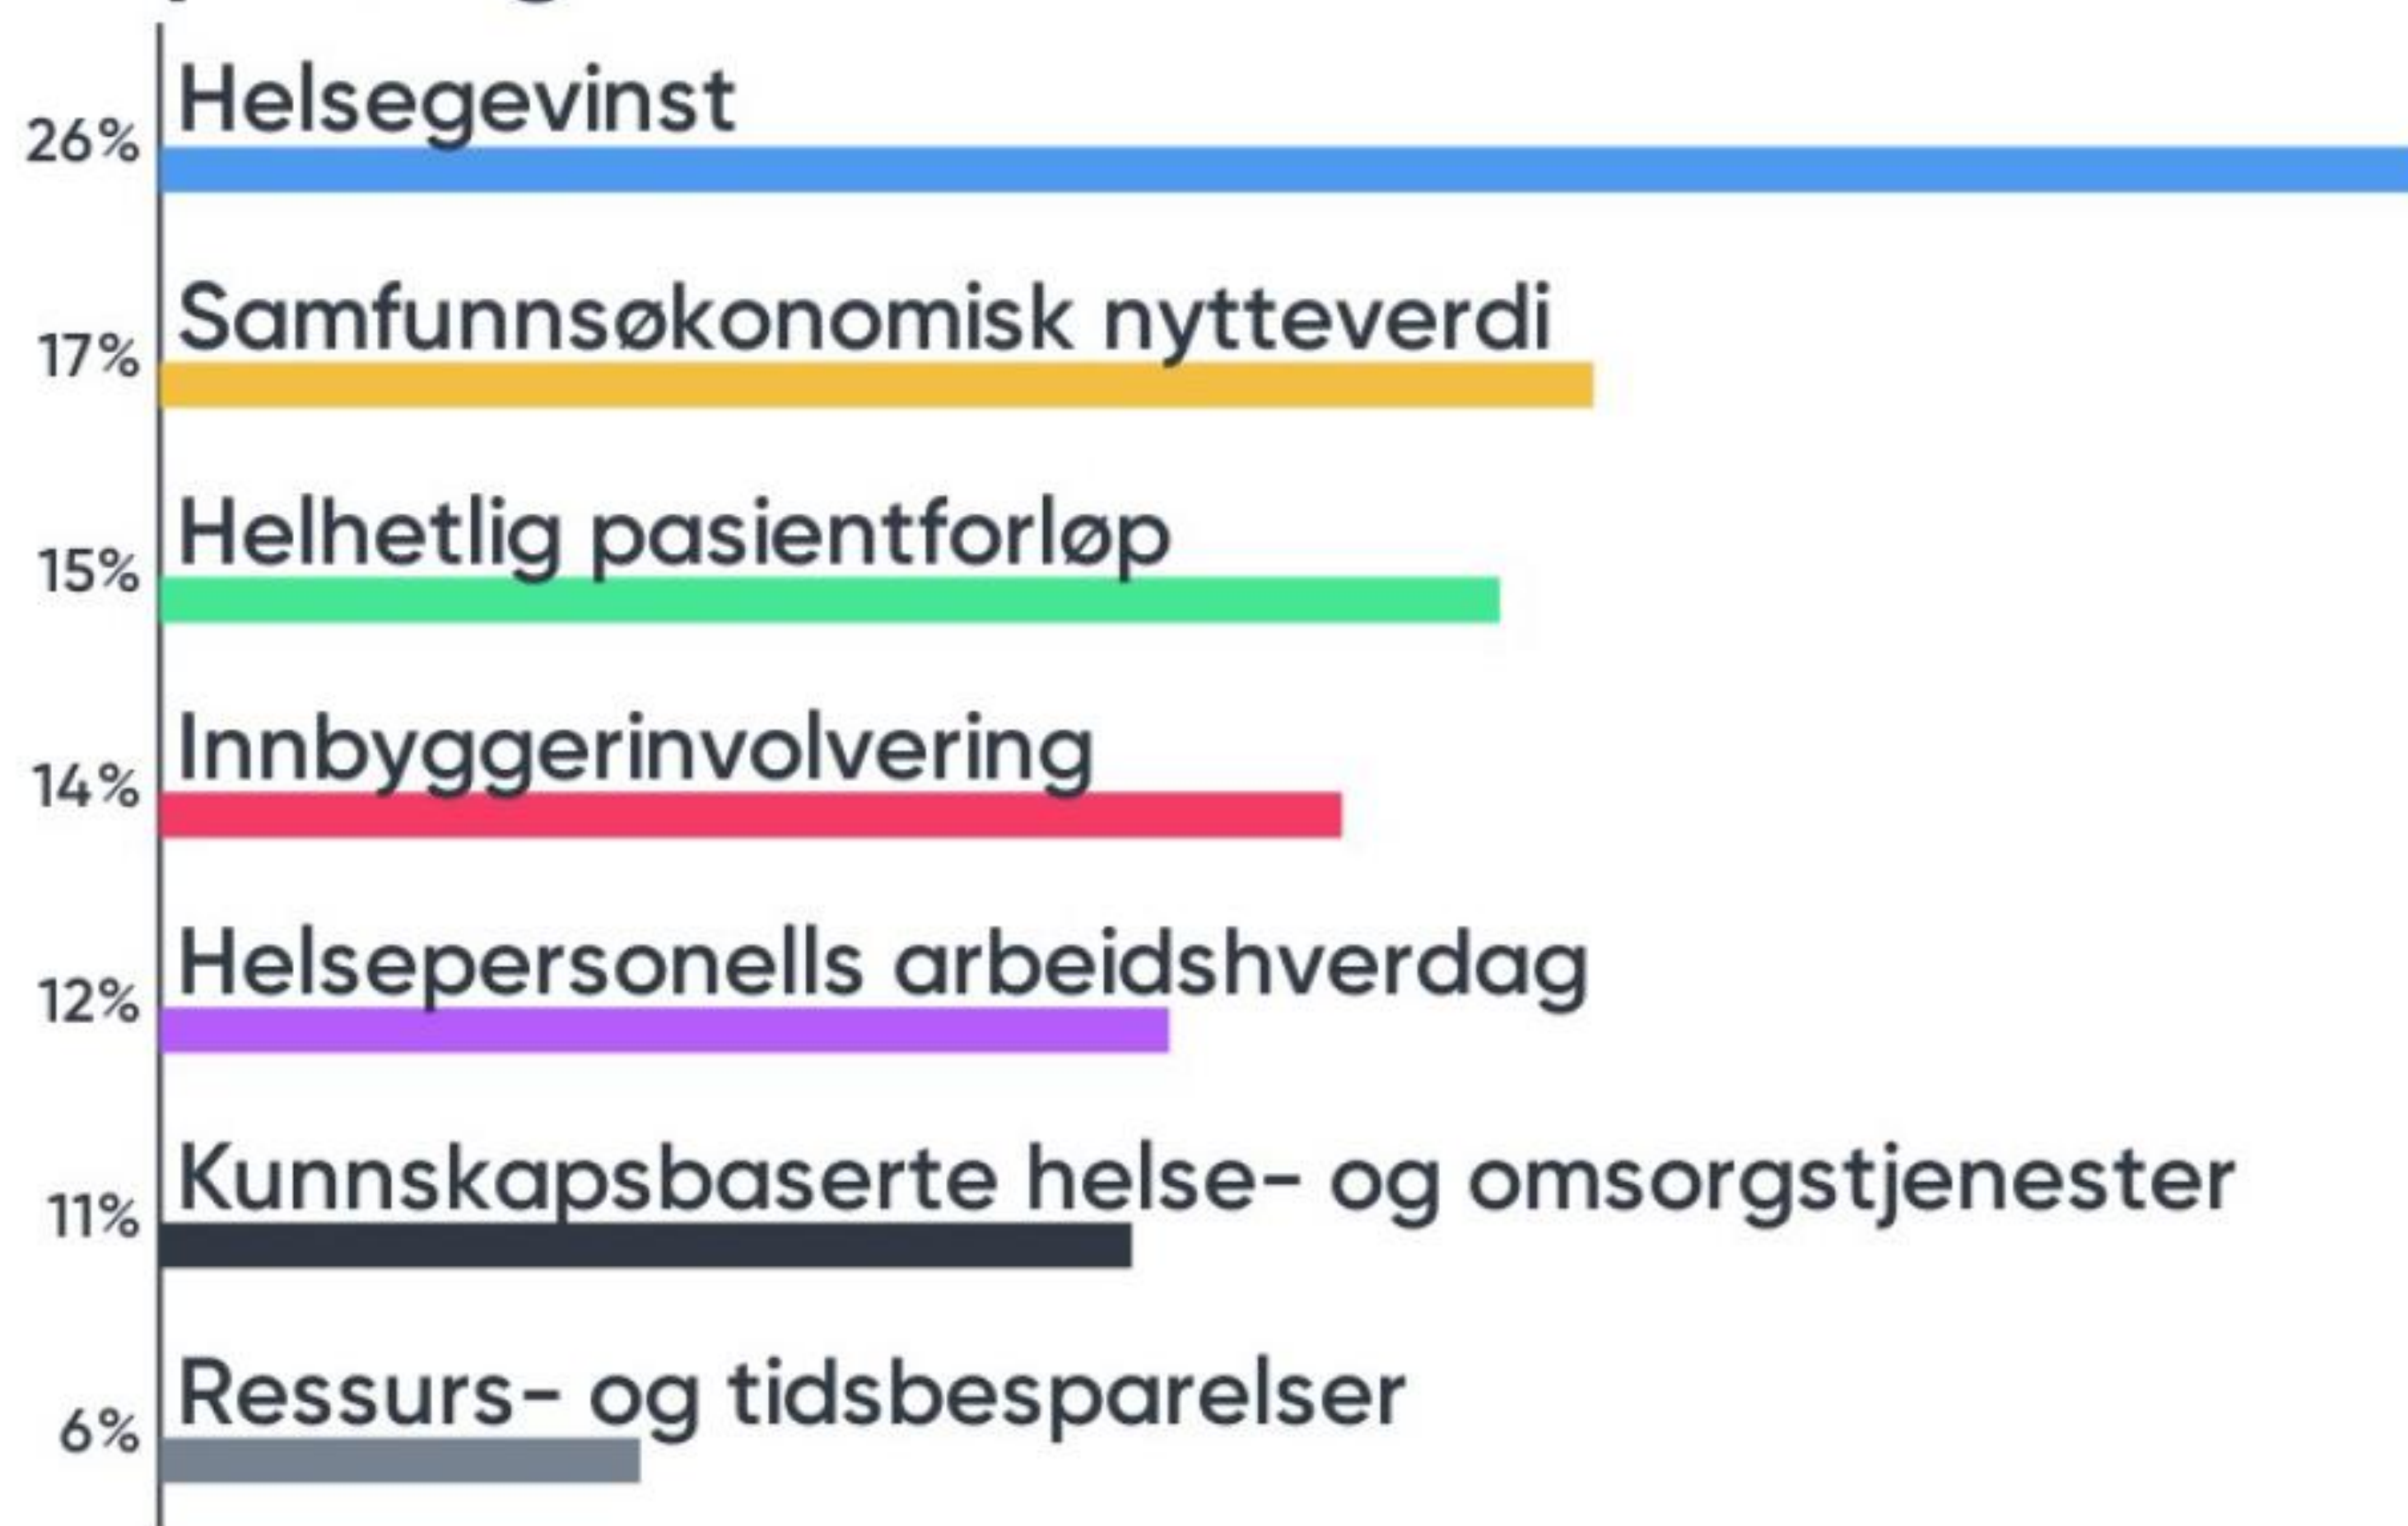 Helsegevinst
26%
Samfunnsøkonomisk nytteverdi
17%
Helhetlig pasientforløp
15%
Innbyggerinvolvering
14%
Helsepersonells arbeidshverdag
12%
Kunnskapsbaserte helse- og omsorgstjenester
11%
Ressurs- og tidsbesparelser
6%